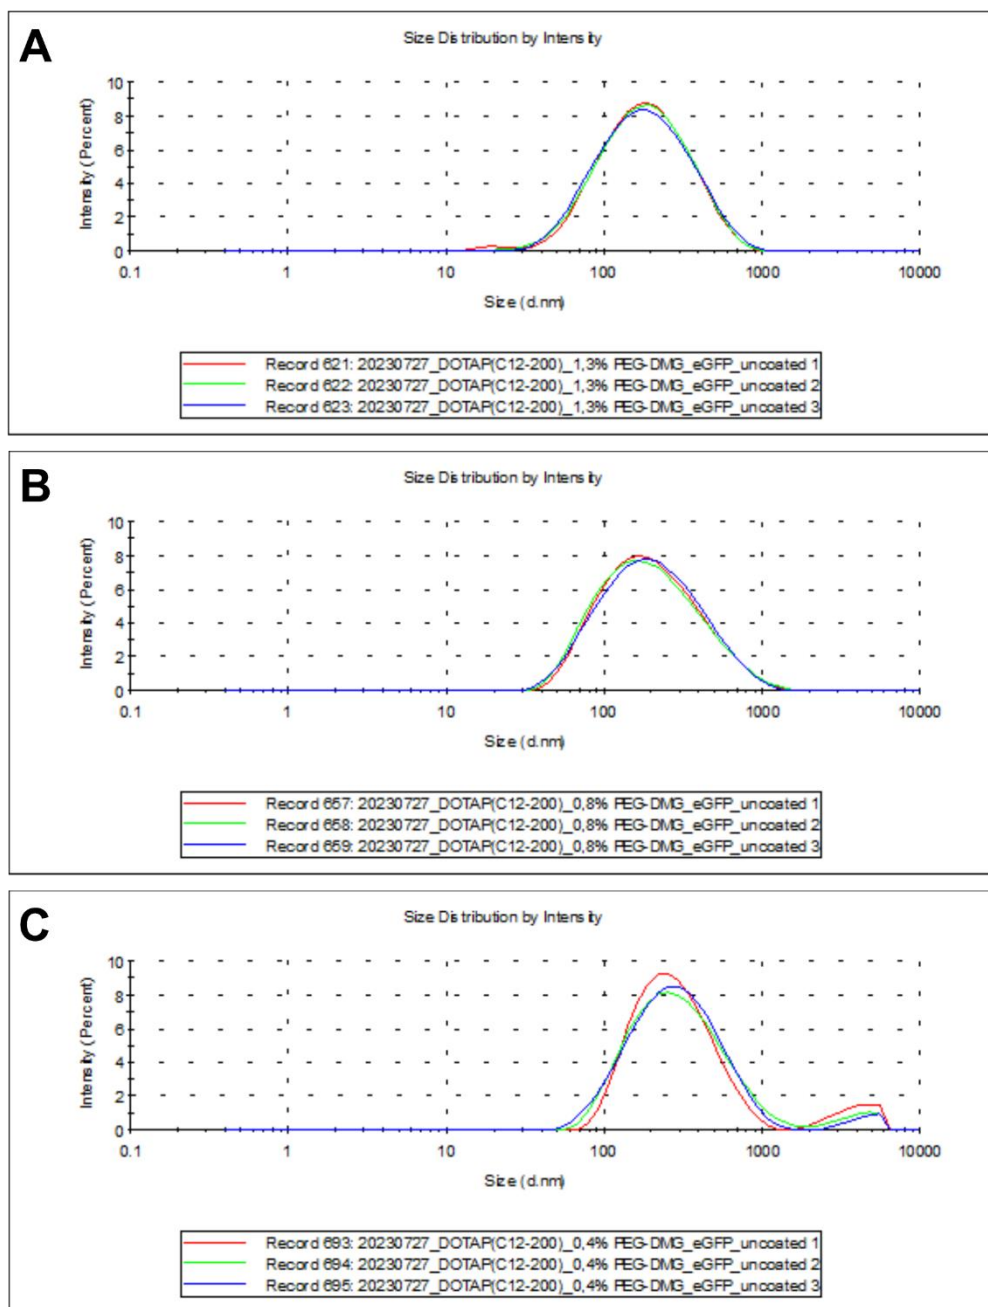 A
Size Distribution by Intensity
Intensity (Percent)
10
8
6
4
2
0
0.1 1 10 100 1000 10000
Size (d.nm)
Record 621: 20230727_DOTAP(C12-200)_1,3% PEG-DMG_eGFP_uncoated 1
Record 622: 20230727_DOTAP(C12-200)_1,3% PEG-DMG_eGFP_uncoated 2
Record 623: 20230727_DOTAP(C12-200)_1,3% PEG-DMG_eGFP_uncoated 3
B
Size Distribution by Intensity
Intensity (Percent)
10
8
6
4
2
0
0.1 1 10 100 1000 10000
Size (d.nm)
Record 657: 20230727_DOTAP(C12-200)_0,8% PEG-DMG_eGFP_uncoated 1
Record 658: 20230727_DOTAP(C12-200)_0,8% PEG-DMG_eGFP_uncoated 2
Record 659: 20230727_DOTAP(C12-200)_0,8% PEG-DMG_eGFP_uncoated 3
C
Size Distribution by Intensity
Intensity (Percent)
10
8
6
4
2
0
0.1 1 10 100 1000 10000
Size (d.nm)
Record 693: 20230727_DOTAP(C12-200)_0,4% PEG-DMG_eGFP_uncoated 1
Record 694: 20230727_DOTAP(C12-200)_0,4% PEG-DMG_eGFP_uncoated 2
Record 695: 20230727_DOTAP(C12-200)_0,4% PEG-DMG_eGFP_uncoated 3